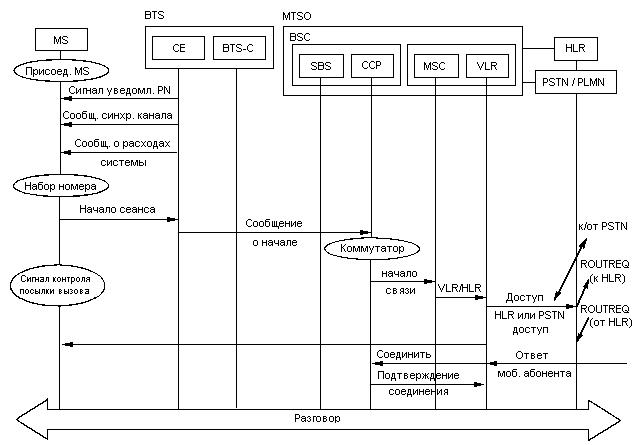 BTS
MTSO
MS
CE
BTS-C
BSC
SBS
CCP
MSC
VLR
HLR
PSTN / PLMN
Присоед. MS
Сигнал уведомл. PN
Сообщ. синхр. канала
Сообщ. о расходах
системы
Набор номера
Начало сеанса
Сообщение
о начале
Коммутатор
к/от PSTN
Сигнал контроля
посылки вызова
начало
связи
VLR/HLR
Доступ
HLR или PSTN
доступ
ROUTREQ
(к HLR)
ROUTREQ
(от HLR)
Соединить
Ответ
моб. абонента
Подтверждение
соединения
Разговор